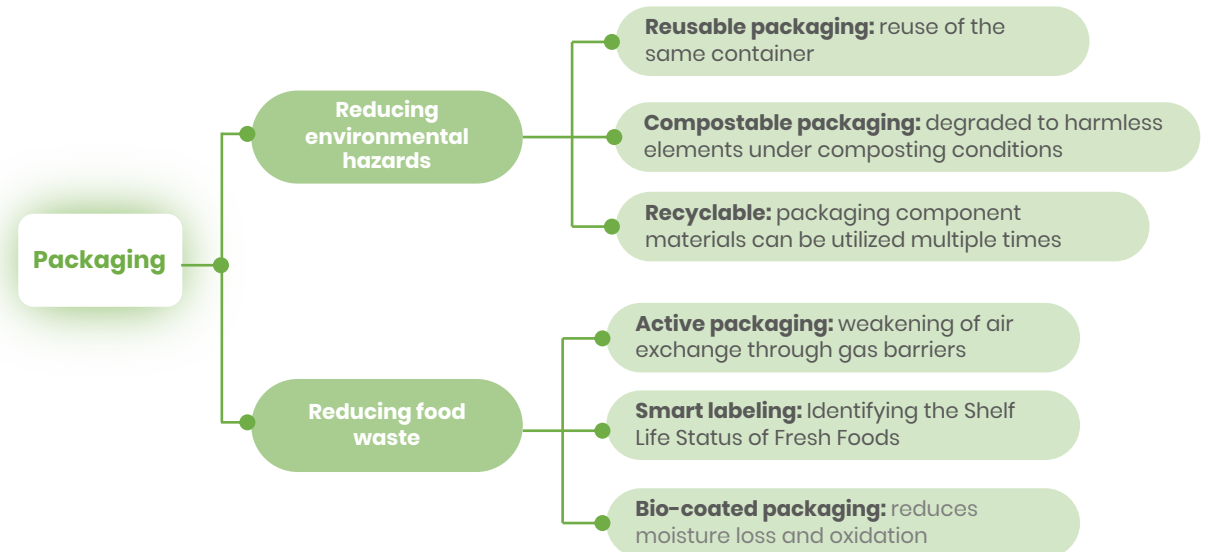 Packaging
Reducing
environmental
hazards
Reusable packaging: reuse of the
same container
Compostable packaging: degraded to harmless
elements under composting conditions
Recyclable: packaging component
materials can be utilized multiple times
Reducing food
waste
Active packaging: weakening of air
exchange through gas barriers
Smart labeling: Identifying the Shelf
Life Status of Fresh Foods
Bio-coated packaging: reduces
moisture loss and oxidation